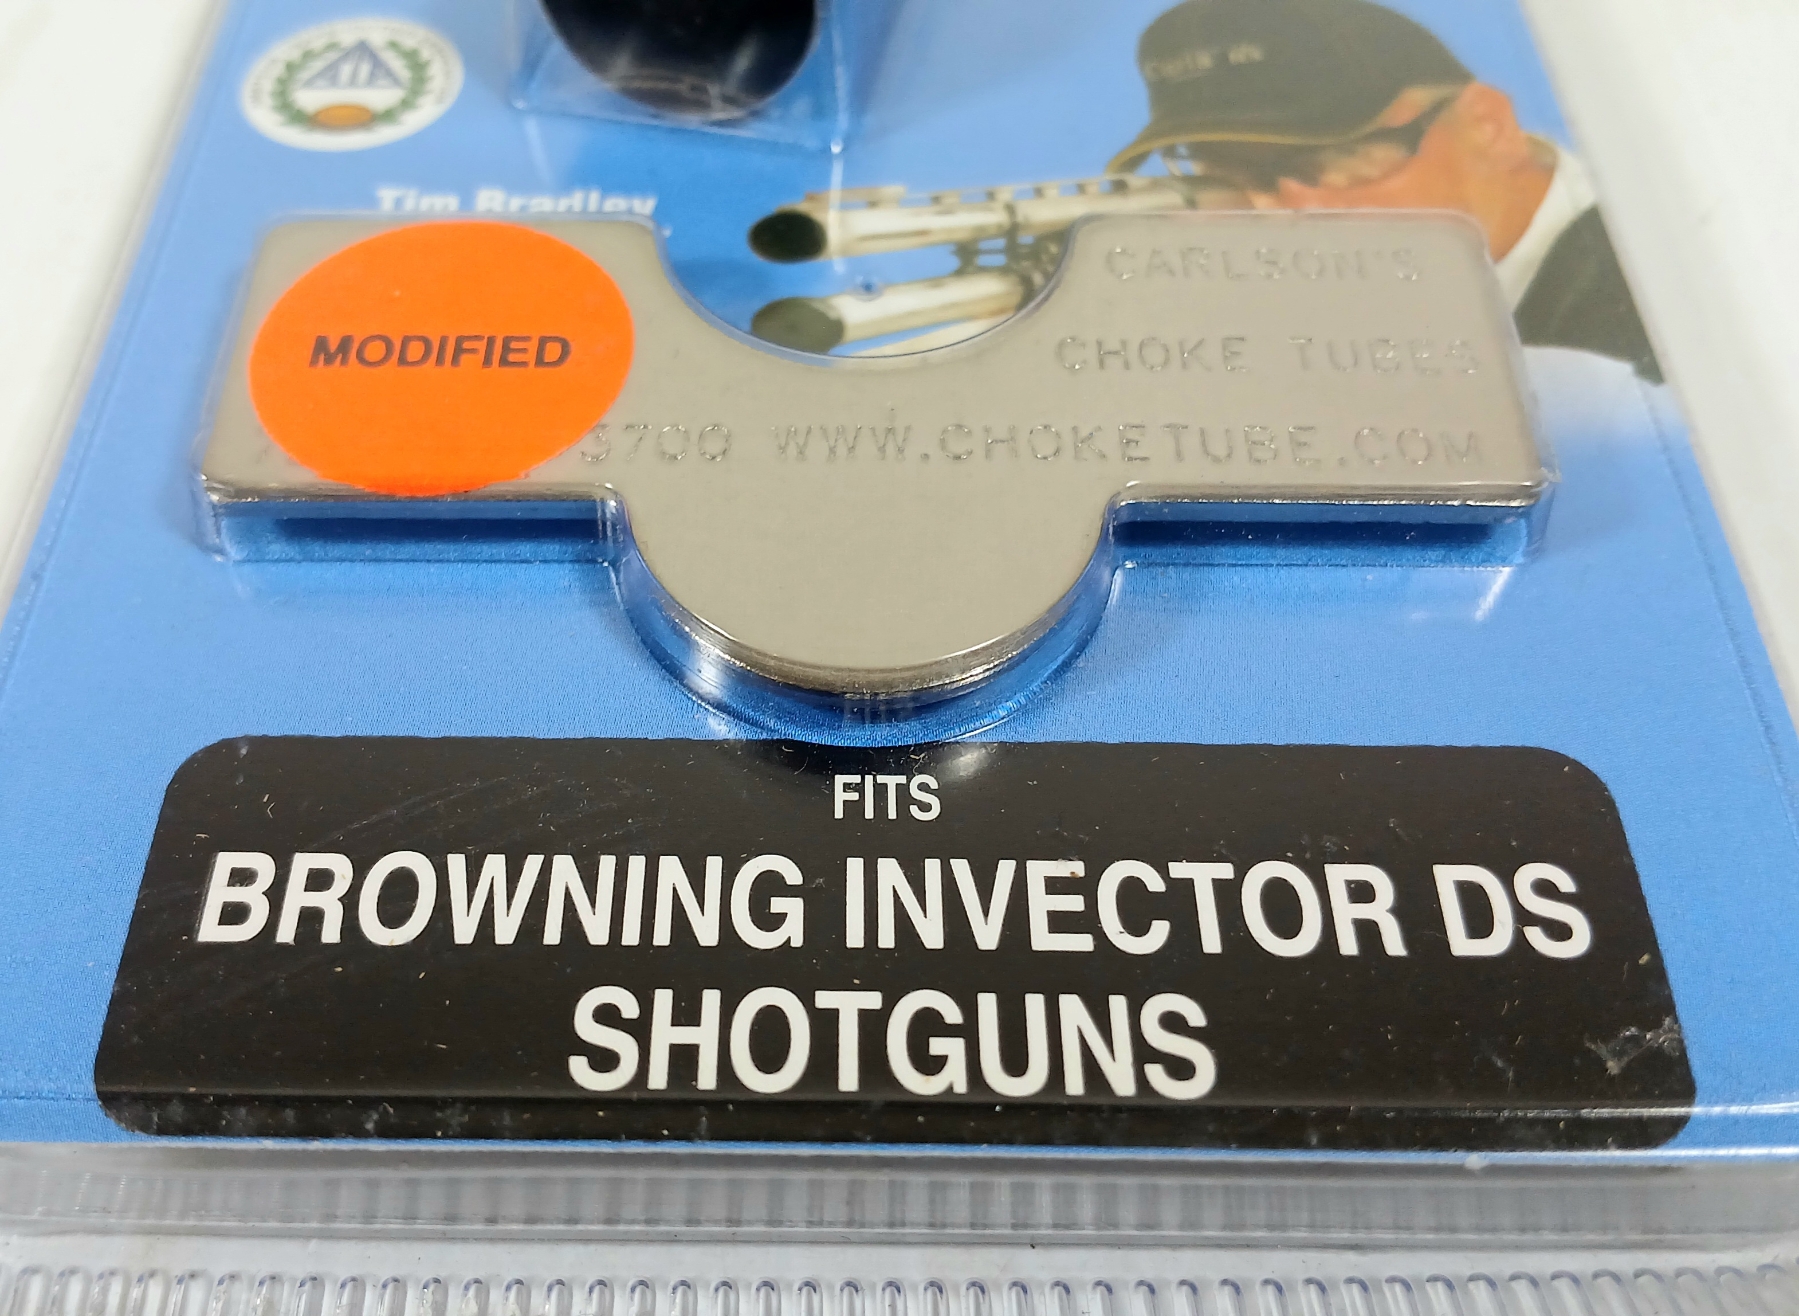 Tim Bradley
MODIFIED
CARLSON'S
CHOKE TUBES
3700 WWW.CHOKETUBE.COM
FITS
BROWNING INVECTOR DS
SHOTGUNS